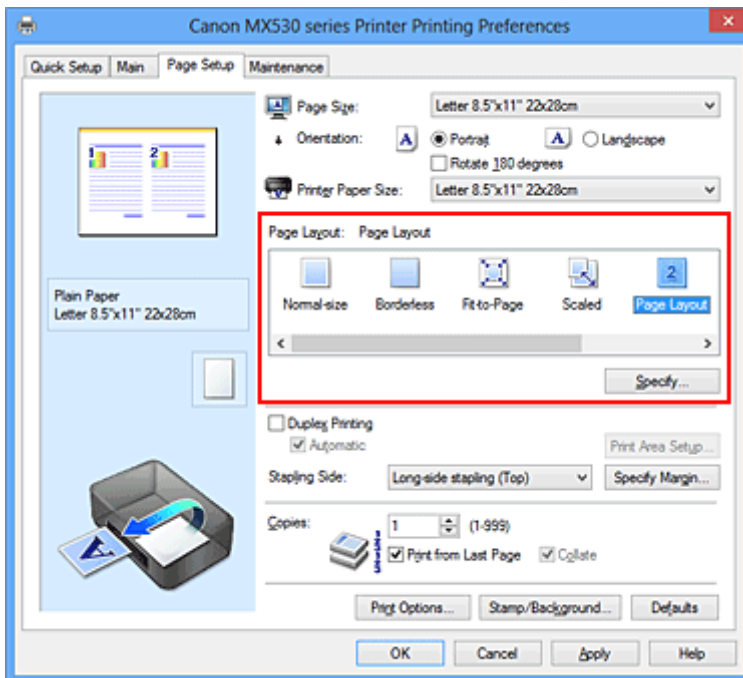 Canon MX530 series Printer Printing Preferences
Quick Setup Main Page Setup Maintenance
Page Size: Letter 8.5"x11" 22x28cm
Orientation: A Portrait A Landscape
Rotate 180 degrees
Printer Paper Size: Letter 8.5"x11" 22x28cm
1 2
Page Layout: Page Layout
2
Normal-size Borderless Fit-to-Page Scaled Page Layout
Plain Paper
Letter 8.5"x11" 22x28cm
Specify...
Duplex Printing
Automatic Print Area Setup...
Stapling Side: Long-side stapling (Top) Specify Margin...
Copies: 1 (1-999)
Print from Last Page Collate
A
Print Options... Stamp/Background... Defaults
OK Cancel Apply Help